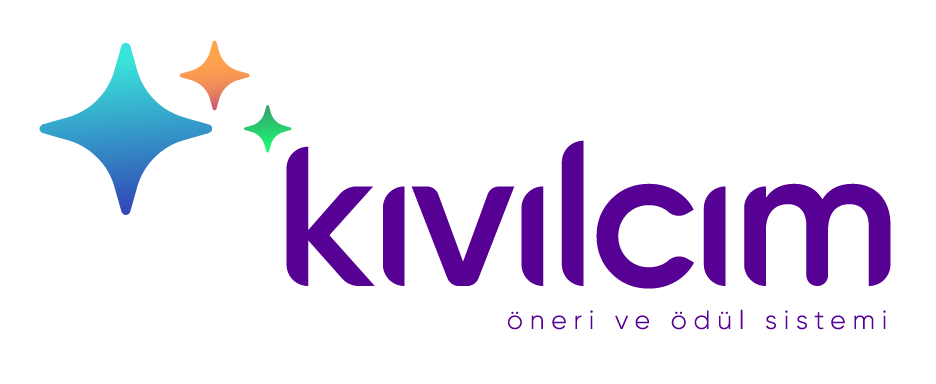 kıvılcım
öneri ve ödül sistemi